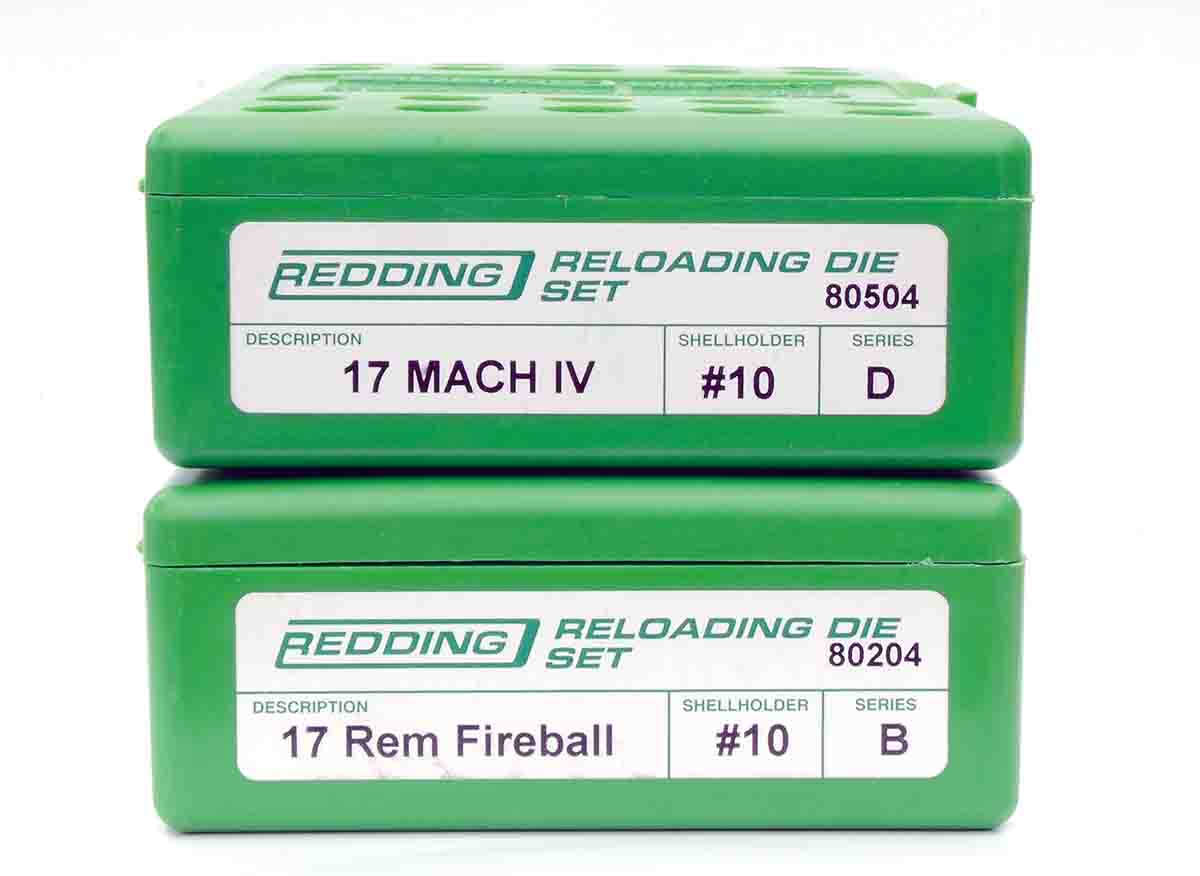 REDDING RELOADING DIE
SET 80504
DESCRIPTION SHELLHOLDER SERIES
17 MACH IV #10 D
REDDING RELOADING DIE
SET 80204
DESCRIPTION SHELLHOLDER SERIES
17 Rem Fireball #10 B